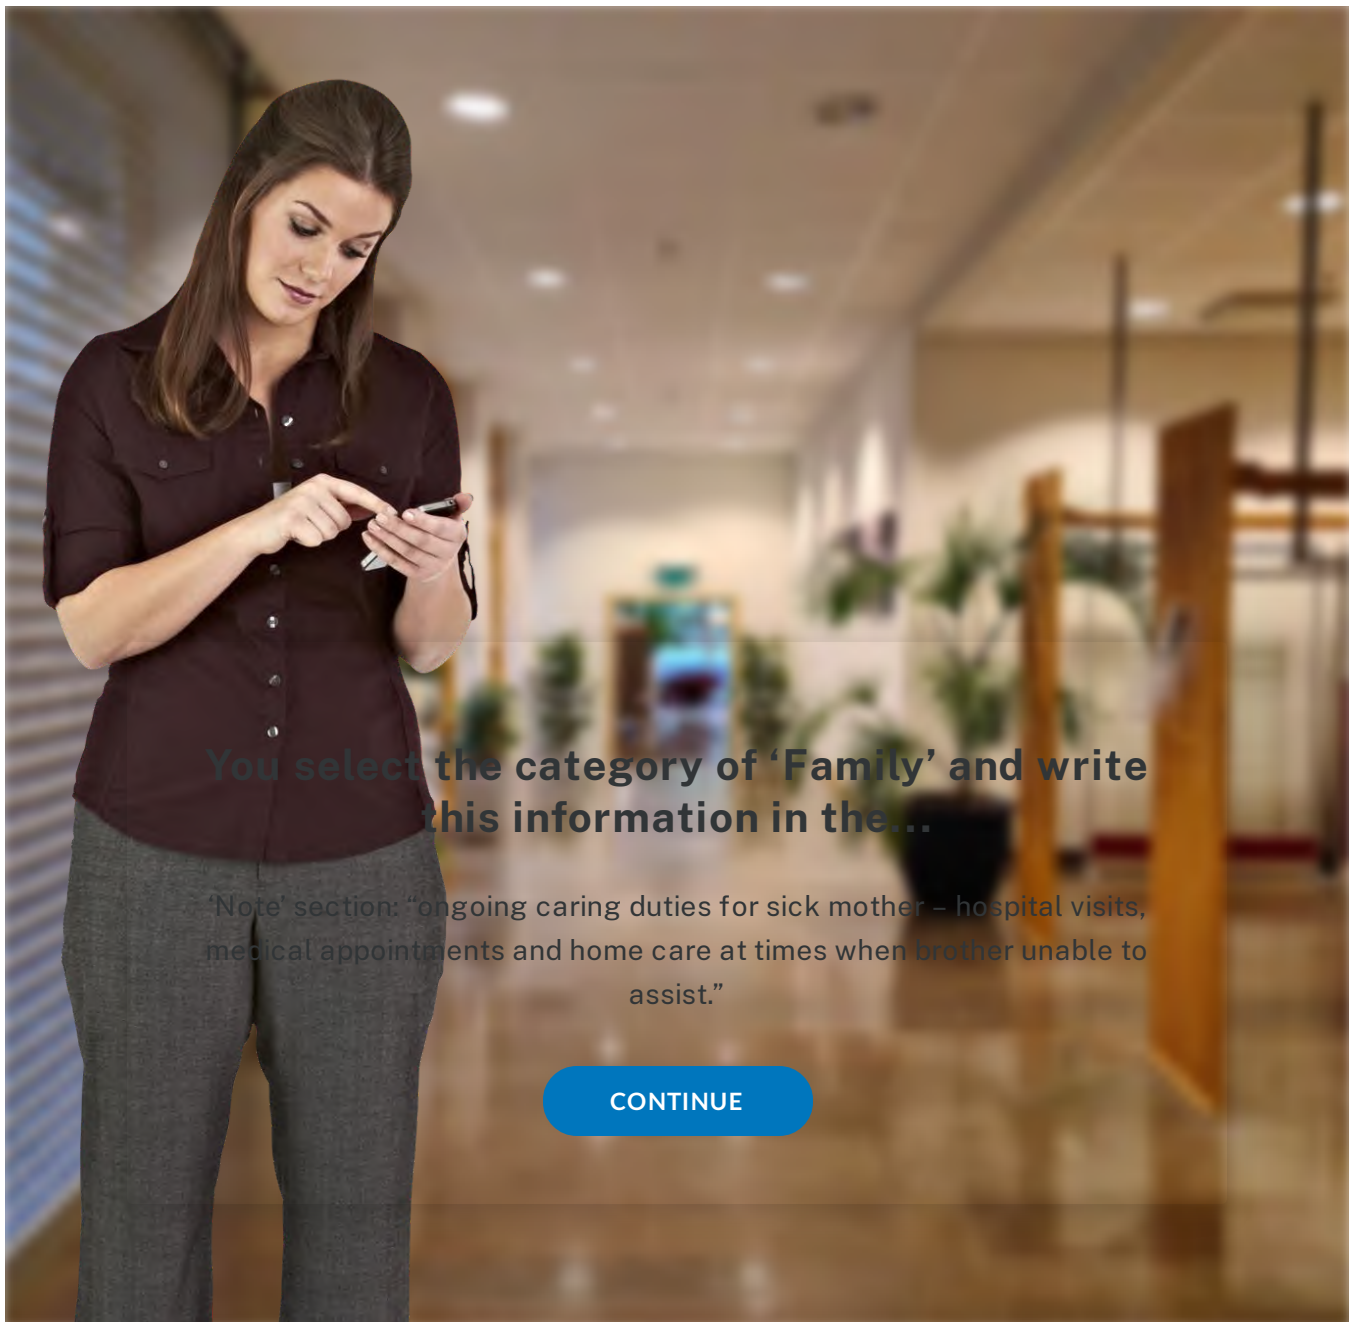 You select the category of ‘Family’ and write
this information in the...
‘Note’ section: “ongoing caring duties for sick mother – hospital visits,
medical appointments and home care at times when brother unable to
assist.”
CONTINUE